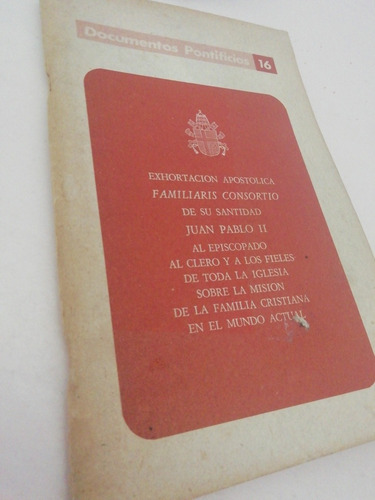 Documentos Pontificios 16
EXHORTACION APOSTOLICA
FAMILIARIS CONSORTIO
DE SU SANTIDAD
JUAN PABLO II
AL EPISCOPADO
AL CLERO Y A LOS FIELES
DE TODA LA IGLESIA
SOBRE LA MISION
DE LA FAMILIA CRISTIANA
EN EL MUNDO ACTUAL